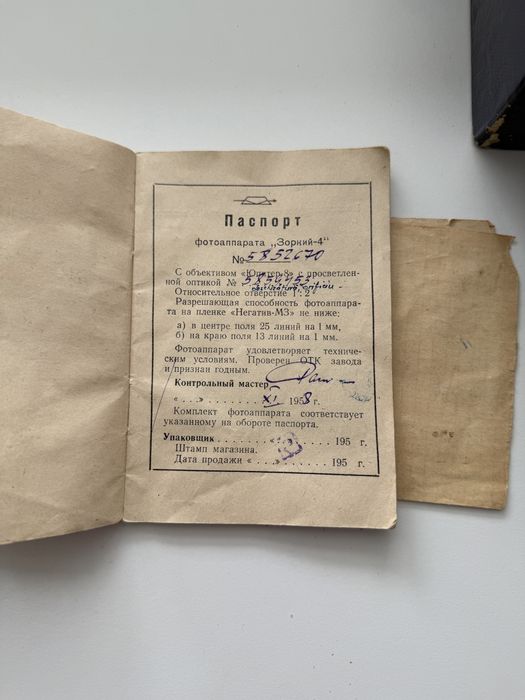 Паспорт
фотоаппарата „Зоркий-4"
№ 5852670
С объективом «Юпитер-8» с просветлен-
ной оптикой №
Относительное отверстие 1:2
Разрешающая способность фотоаппара-
та на пленке «Негатив-МЗ» не ниже:
а) в центре поля 25 линий на 1 мм,
б) на краю поля 13 линий на 1 мм.
Фотоаппарат удовлетворяет техниче-
ским условиям. Проверен ОТК завода
и признан годным.
Контрольный мастер
«...»...... XI 1958 г.
Комплект фотоаппарата соответствует
указанному на обороте паспорта.
Упаковщик ....... «........ 195 г.
Штамп магазина.
Дата продажи «...»........ 195 г.